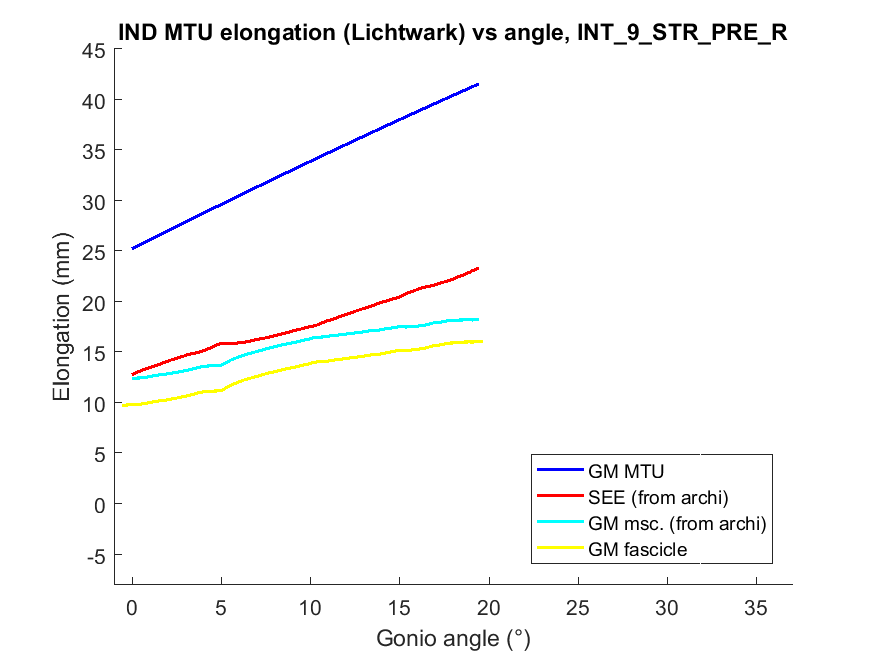 IND MTU elongation (Lichtwark) vs angle, INT_9_STR_PRE_R
45
40
35
30
25
20
15
10
5
0
-5
Elongation (mm)
GM MTU
SEE (from archi)
GM msc. (from archi)
GM fascicle
0 5 10 15 20 25 30 35
Gonio angle (°)